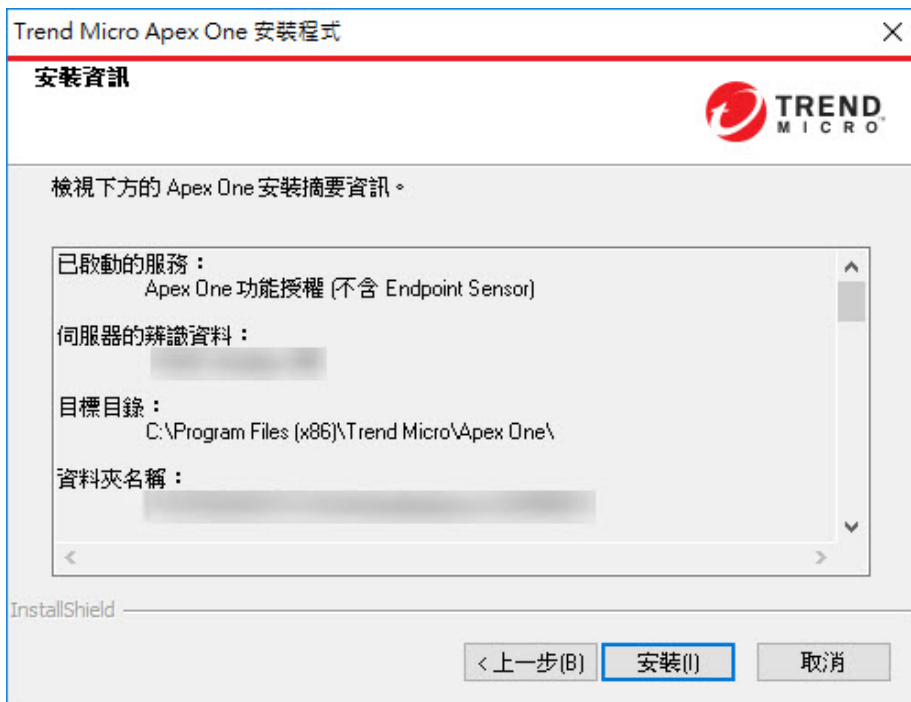 Trend Micro Apex One 安裝程式
安裝資訊
TREND
MICRO
檢視下方的 Apex One 安裝摘要資訊。
已啟動的服務：
Apex One 功能授權 (不含 Endpoint Sensor)
伺服器的辨識資料：
目標目錄：
C:\Program Files (x86)\Trend Micro\Apex One\
資料夾名稱：
InstallShield
< 上一步(B)
安裝(I)
取消